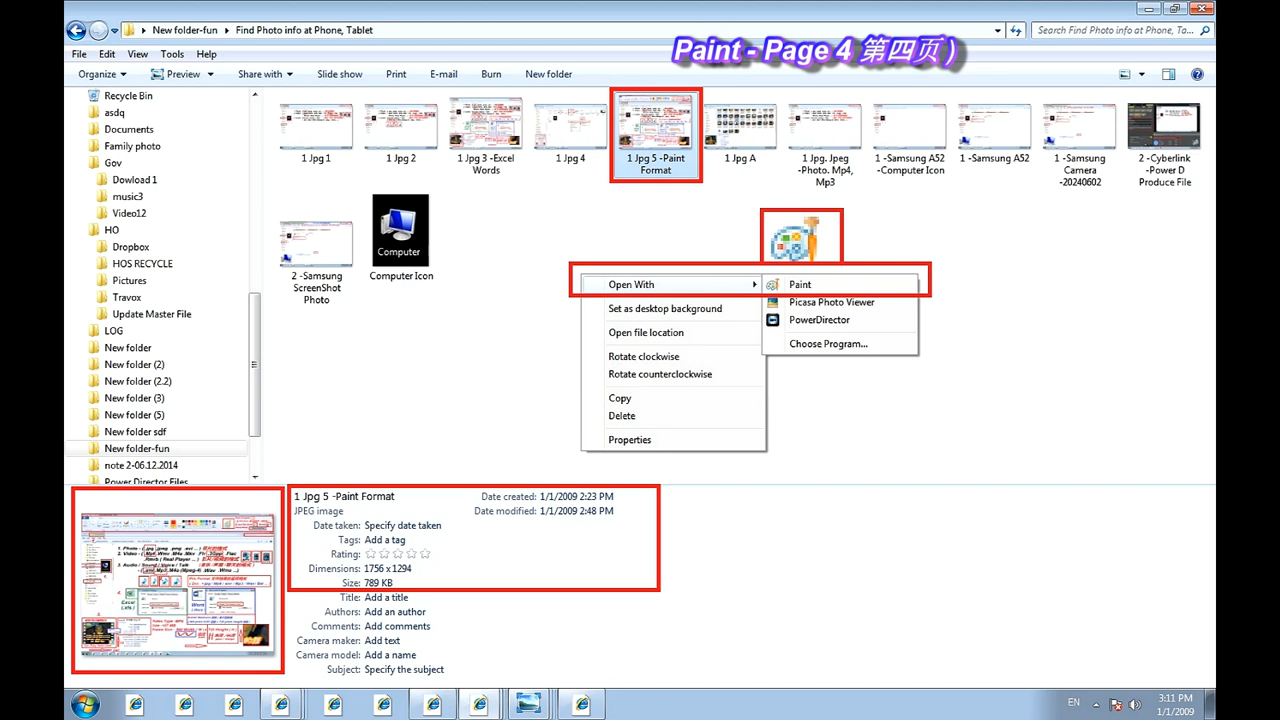 New folder-fun
Find Photo info at Phone, Tablet
Search Find Photo info at Phone, Ta...
File Edit View Tools Help
Paint - Page 4 第四页 )
Organize Preview Share with Slide show Print E-mail Burn New folder
Recycle Bin
asdq
Documents
Family photo
Gov
Dowload 1
music3
Video12
HO
Dropbox
HOS RECYCLE
Pictures
Travox
Update Master File
LOG
New folder
New folder (2)
New folder (2.2)
New folder (3)
New folder (5)
New folder sdf
New folder-fun
note 2-06.12.2014
Power Director Files
1 Jpg 1
1 Jpg 2
1 Jpg 3 -Excel
Words
1 Jpg 4
1 Jpg 5 -Paint
Format
1 Jpg A
1 Jpg. Jpeg
-Photo. Mp4,
Mp3
1 -Samsung A52
-Computer Icon
1 -Samsung A52
1 -Samsung
Camera
-20240602
2 -Cyberlink
-Power D
Produce File
2 -Samsung
ScreenShot
Photo
Computer
Computer Icon
Open With
Set as desktop background
Open file location
Rotate clockwise
Rotate counterclockwise
Copy
Delete
Properties
Paint
Picasa Photo Viewer
PowerDirector
Choose Program...
1 Jpg 5 -Paint Format
JPEG image
Date created: 1/1/2009 2:23 PM
Date modified: 1/1/2009 2:48 PM
Date taken: Specify date taken
Tags: Add a tag
Rating:
Dimensions: 1756 x 1294
Size: 789 KB
Title: Add a title
Authors: Add an author
Comments: Add comments
Camera maker: Add text
Camera model: Add a name
Subject: Specify the subject
EN
3:11 PM
1/1/2009